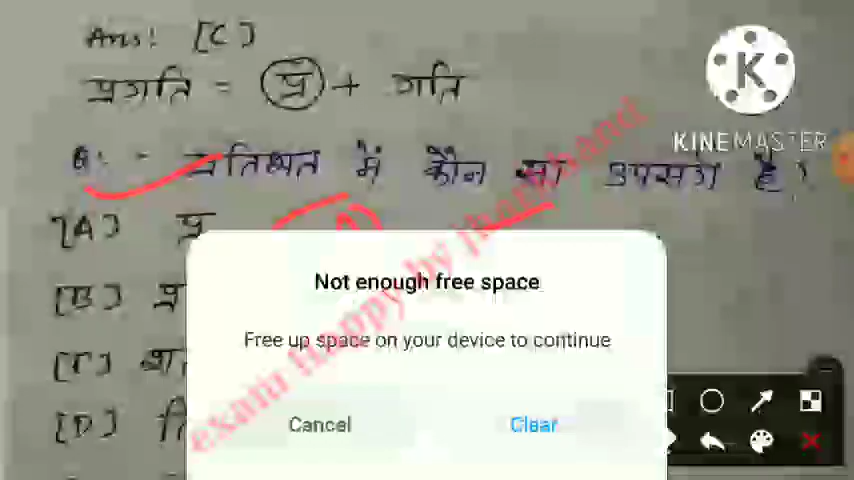 Ans! [C]
प्रगति = प्र + गति
KINEMASTER
Q: - प्रतिशत में कौन सा उपसर्ग है!
[A] प्र
[B] प्र
[C]
[D]
exam Happy by jharkhand
Not enough free space
Free up space on your device to continue
Cancel
Clear